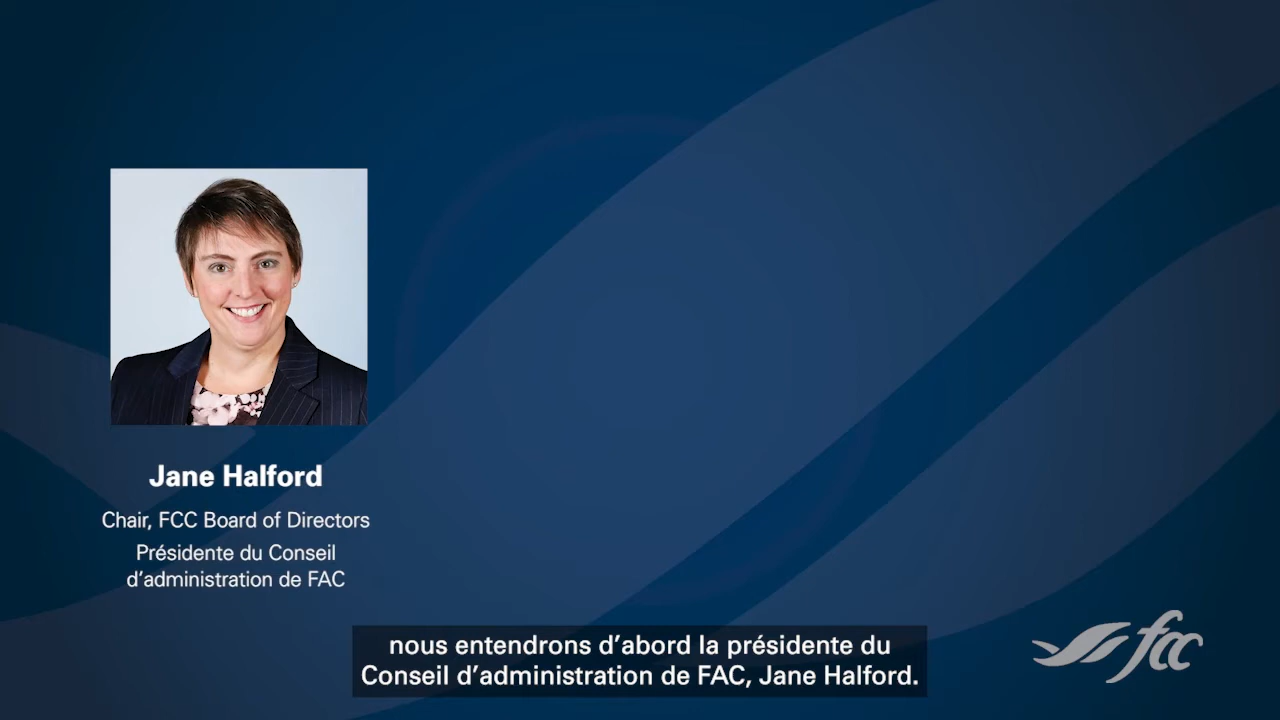 Jane Halford
Chair, FCC Board of Directors
Présidente du Conseil
d’administration de FAC
nous entendrons d’abord la présidente du
Conseil d’administration de FAC, Jane Halford.
fcc